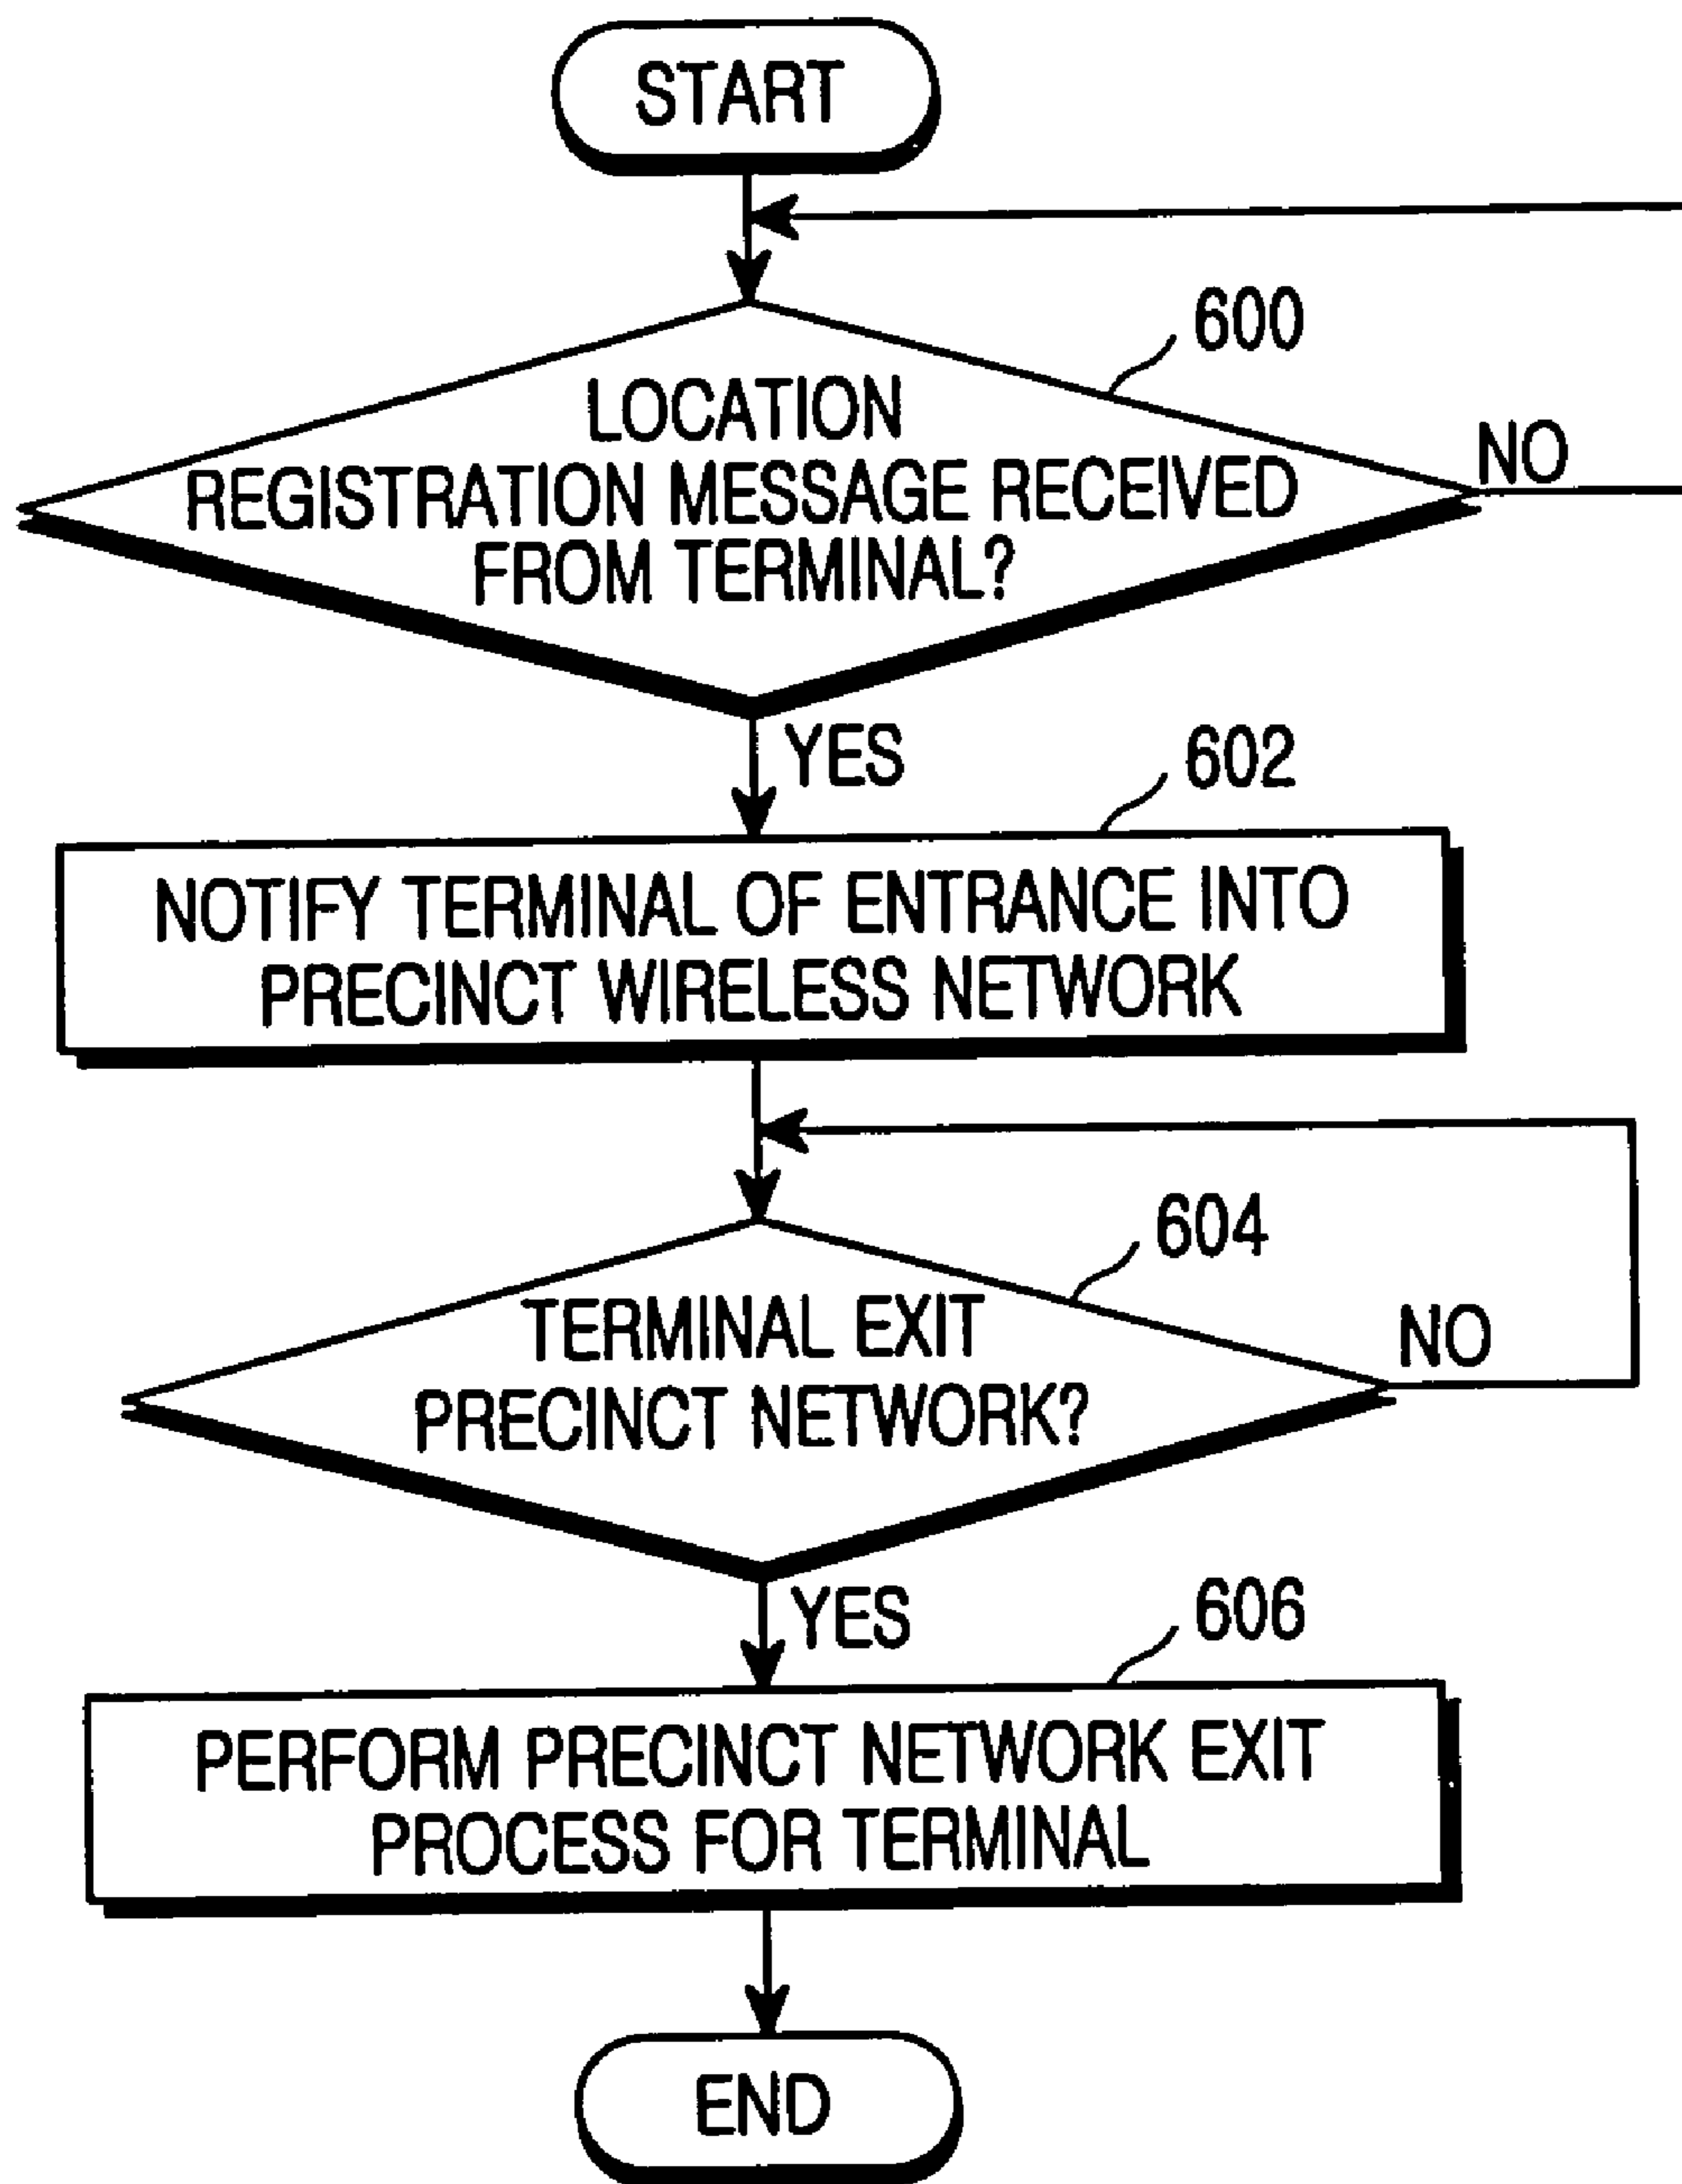 START
600
LOCATION
REGISTRATION MESSAGE RECEIVED
FROM TERMINAL?
NO
YES
602
NOTIFY TERMINAL OF ENTRANCE INTO
PRECINCT WIRELESS NETWORK
604
TERMINAL EXIT
PRECINCT NETWORK?
NO
YES
606
PERFORM PRECINCT NETWORK EXIT
PROCESS FOR TERMINAL
END